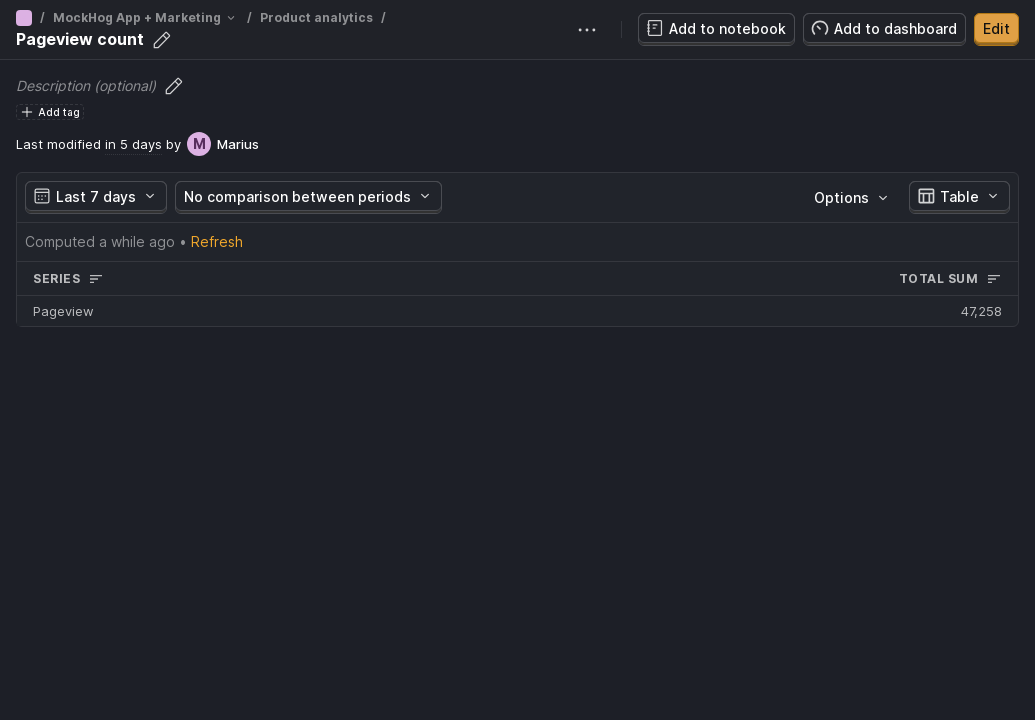 / MockHog App + Marketing / Product analytics /
Pageview count
Add to notebook
Add to dashboard
Edit
Description (optional)
Add tag
Last modified in 5 days by M Marius
Last 7 days
No comparison between periods
Options
Table
Computed a while ago • Refresh
SERIES
TOTAL SUM
Pageview
47,258